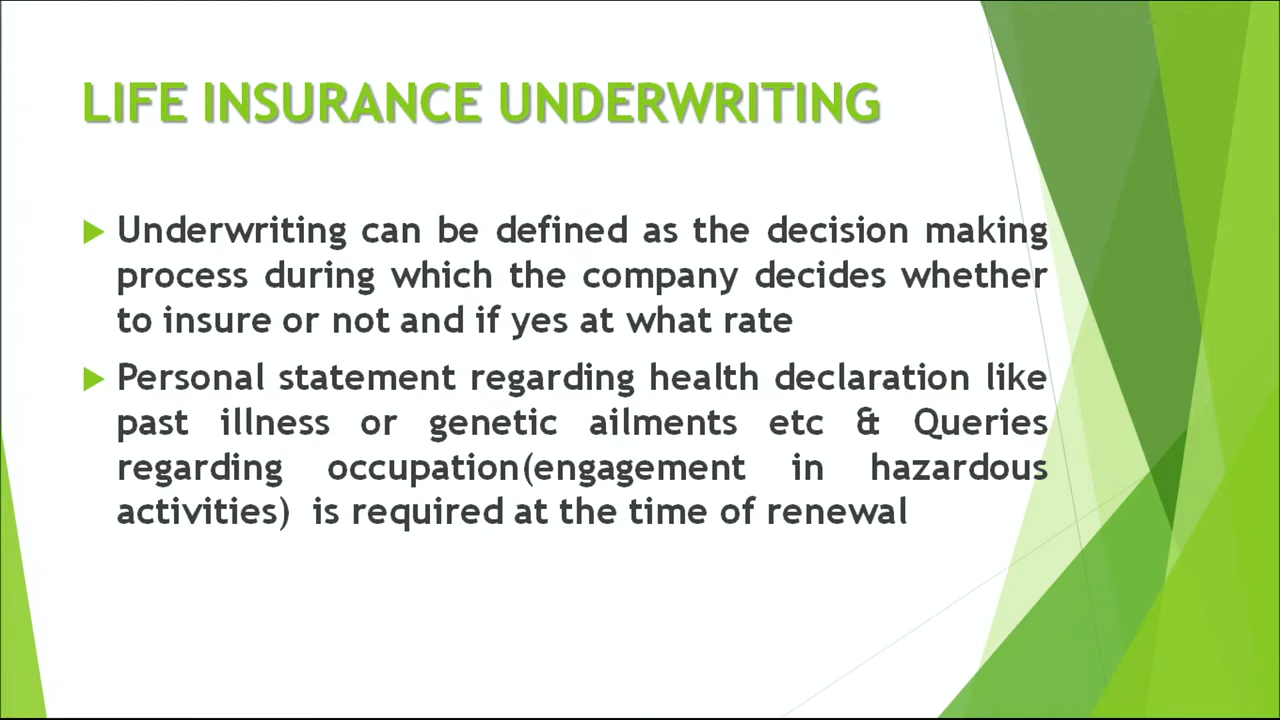 LIFE INSURANCE UNDERWRITING
Underwriting can be defined as the decision making
process during which the company decides whether
to insure or not and if yes at what rate
Personal statement regarding health declaration like
past illness or genetic ailments etc & Queries
regarding occupation(engagement in hazardous
activities)  is required at the time of renewal